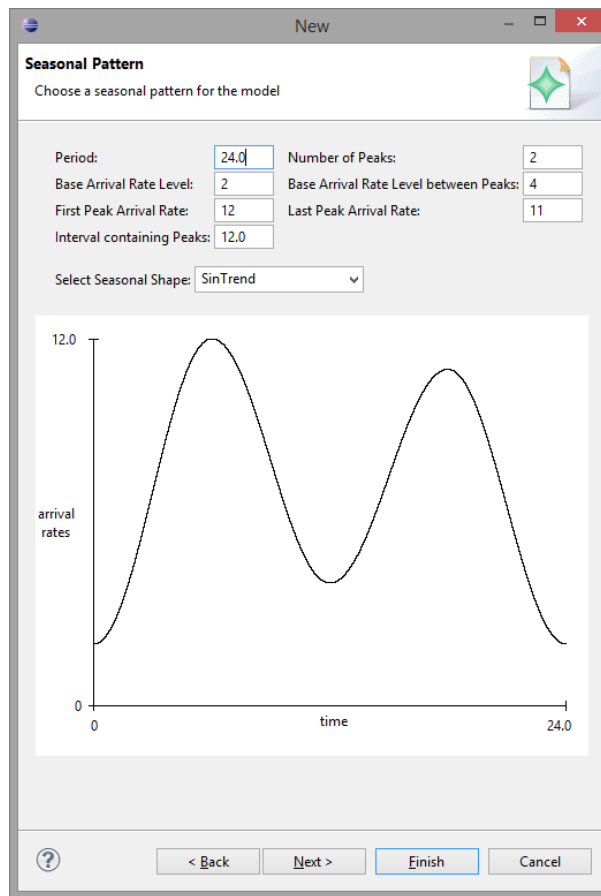 New
Seasonal Pattern
Choose a seasonal pattern for the model
Period: 24.0 Number of Peaks: 2
Base Arrival Rate Level: 2 Base Arrival Rate Level between Peaks: 4
First Peak Arrival Rate: 12 Last Peak Arrival Rate: 11
Interval containing Peaks: 12.0
Select Seasonal Shape: SinTrend
12.0
arrival
rates
0
0 time 24.0
? < Back Next > Finish Cancel